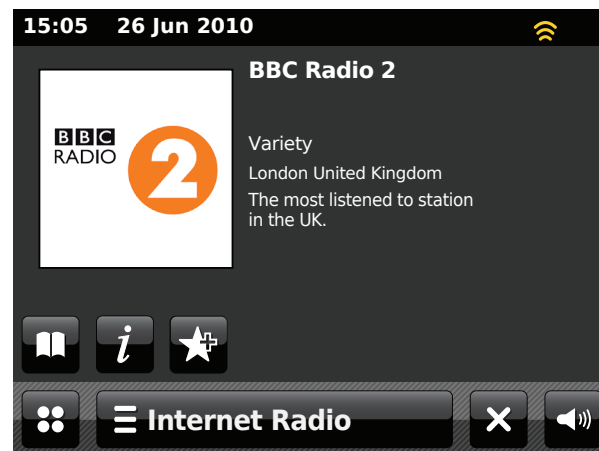 15:05 26 Jun 2010
BBC Radio 2
BBC
RADIO
2
Variety
London United Kingdom
The most listened to station
in the UK.
i
Internet Radio